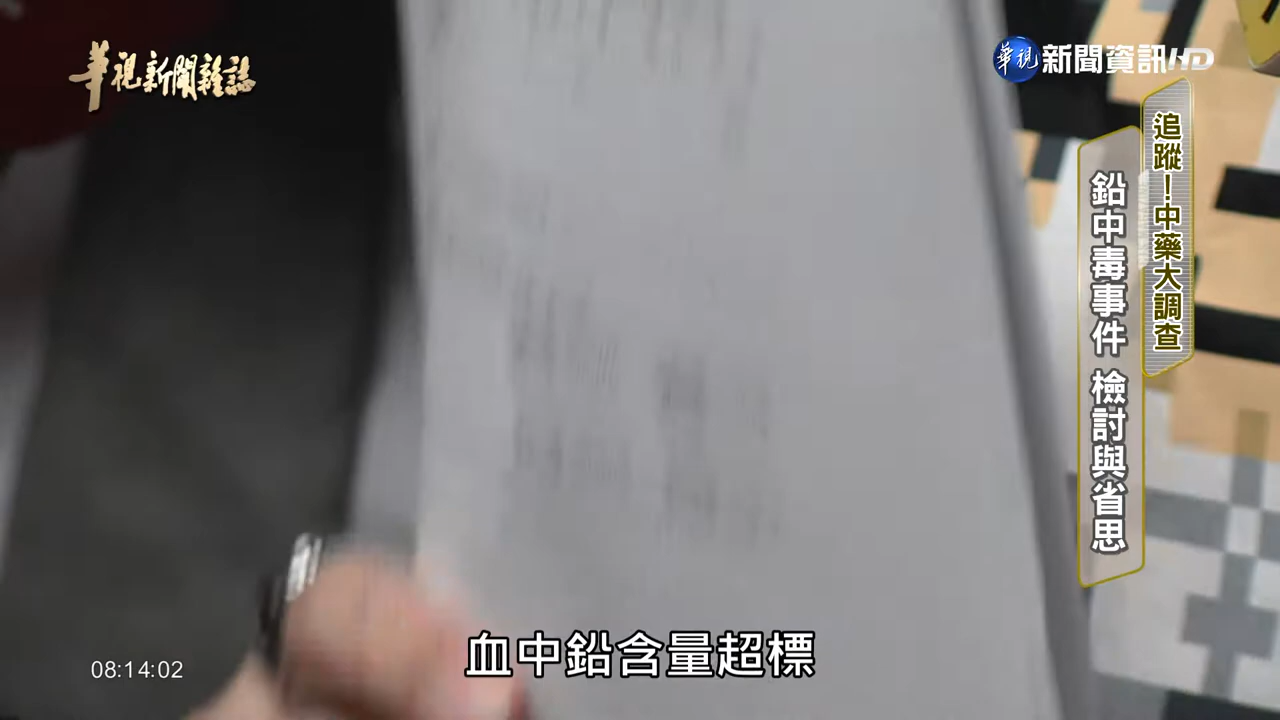 華視新聞雜誌
華視 新聞資訊HD
追蹤!中藥大調查
鉛中毒事件 檢討與省思
血中鉛含量超標
08:14:02